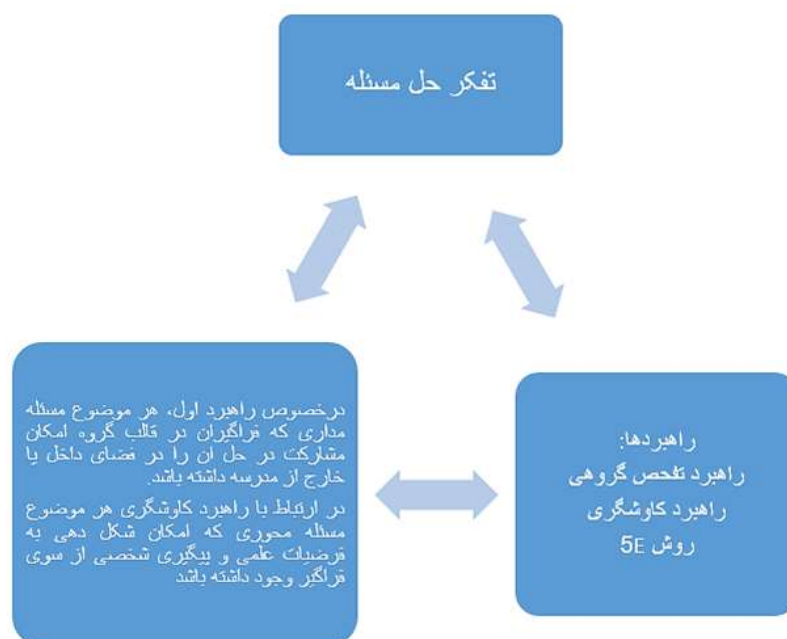 تفکر حل مسئله
درخصوص راهبرد اول، هر موضوع مسئله
مداری که فراگیران در قالب گروه امکان
مشارکت در حل ان را در فضای داخل یا
خارج از مدرسه داشته باشد.
در ارتباط با راهبرد کاوشگری هر موضوع
مسئله محوری که امکان شکل دهی به
فرضیات علمی و پیگیری شخصی از سوی
فراگیر وجود داشته باشد
راهبردها:
راهبرد تفحص گروهی
راهبرد کاوشگری
روش 5E